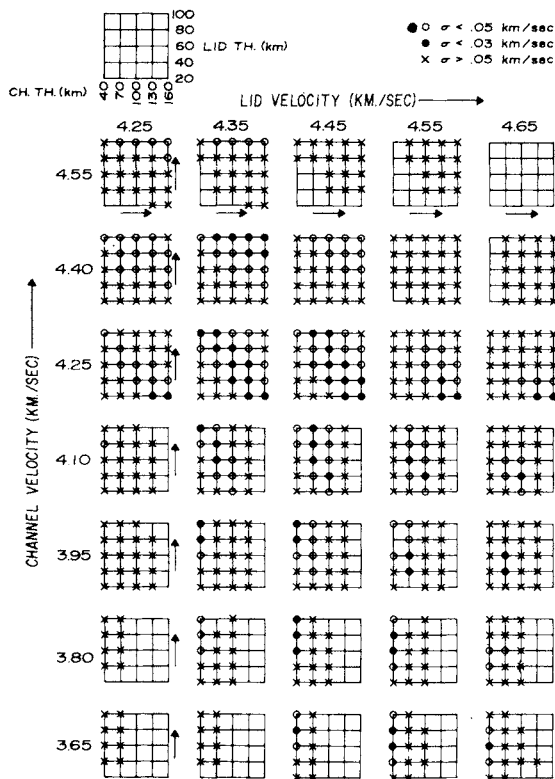 100
80 ○ σ < .05 km/sec
60 LID TH. (km) ● σ < .03 km/sec
40 × σ > .05 km/sec
20
CH. TH. (km) 40 70 100 130 160
LID VELOCITY (KM./SEC)
4.25 4.35 4.45 4.55 4.65
CHANNEL VELOCITY (KM/SEC)
4.55
4.40
4.25
4.10
3.95
3.80
3.65